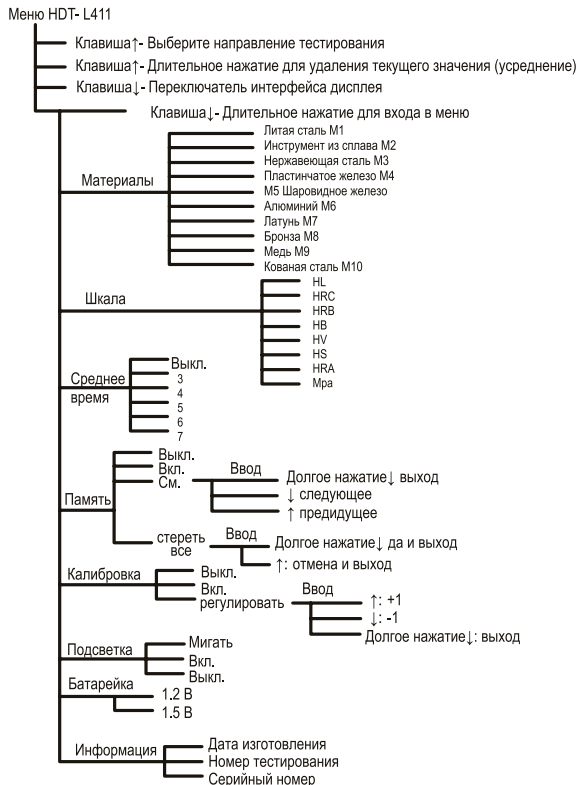 Меню HDT- L411
Клавиша↑- Выберите направление тестирования
Клавиша↑- Длительное нажатие для удаления текущего значения (усреднение)
Клавиша↓- Переключатель интерфейса дисплея
Клавиша↓- Длительное нажатие для входа в меню
Материалы
Литая сталь M1
Инструмент из сплава M2
Нержавеющая сталь M3
Пластинчатое железо M4
M5 Шаровидное железо
Алюминий M6
Латунь M7
Бронза M8
Медь M9
Кованая сталь M10
Шкала
HL
HRC
HRB
HB
HV
HS
HRA
Mpa
Среднее
время
Выкл.
3
4
5
6
7
Память
Выкл.
Вкл.
См.
Ввод
Долгое нажатие↓ выход
↓ следующее
↑ предидущее
стереть
все
Ввод
Долгое нажатие↓ да и выход
↑: отмена и выход
Калибровка
Выкл.
Вкл.
регулировать
Ввод
↑: +1
↓: -1
Долгое нажатие↓: выход
Подсветка
Мигать
Вкл.
Выкл.
Батарейка
1.2 В
1.5 В
Информация
Дата изготовления
Номер тестирования
Серийный номер